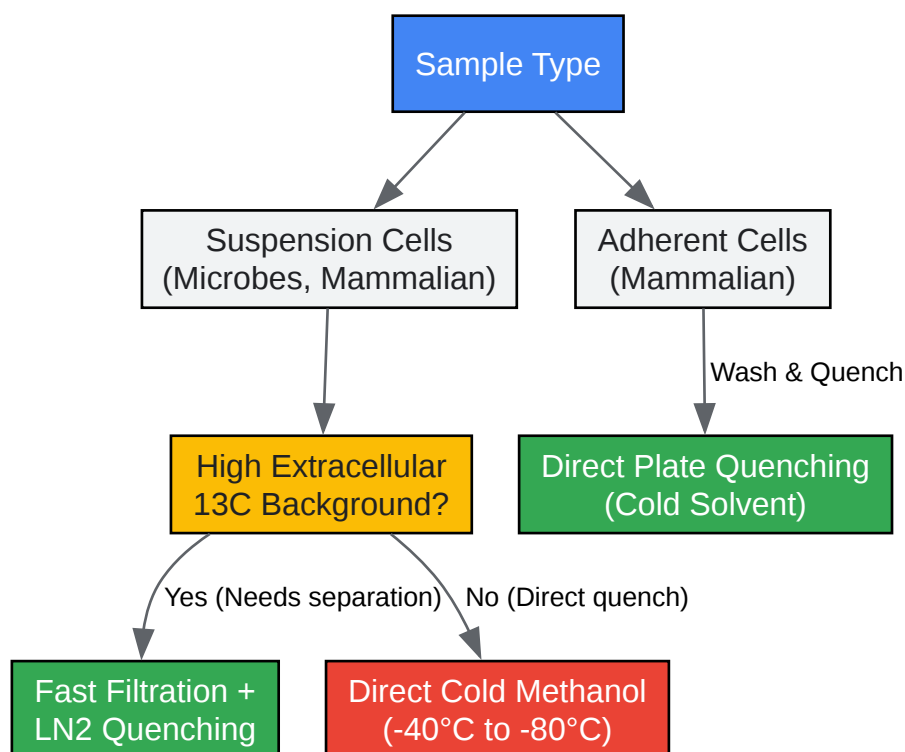 Sample Type
Suspension Cells
(Microbes, Mammalian)
Adherent Cells
(Mammalian)
Wash & Quench
High Extracellular
13C Background?
Direct Plate Quenching
(Cold Solvent)
Yes (Needs separation)
No (Direct quench)
Fast Filtration +
LN2 Quenching
Direct Cold Methanol
(-40°C to -80°C)